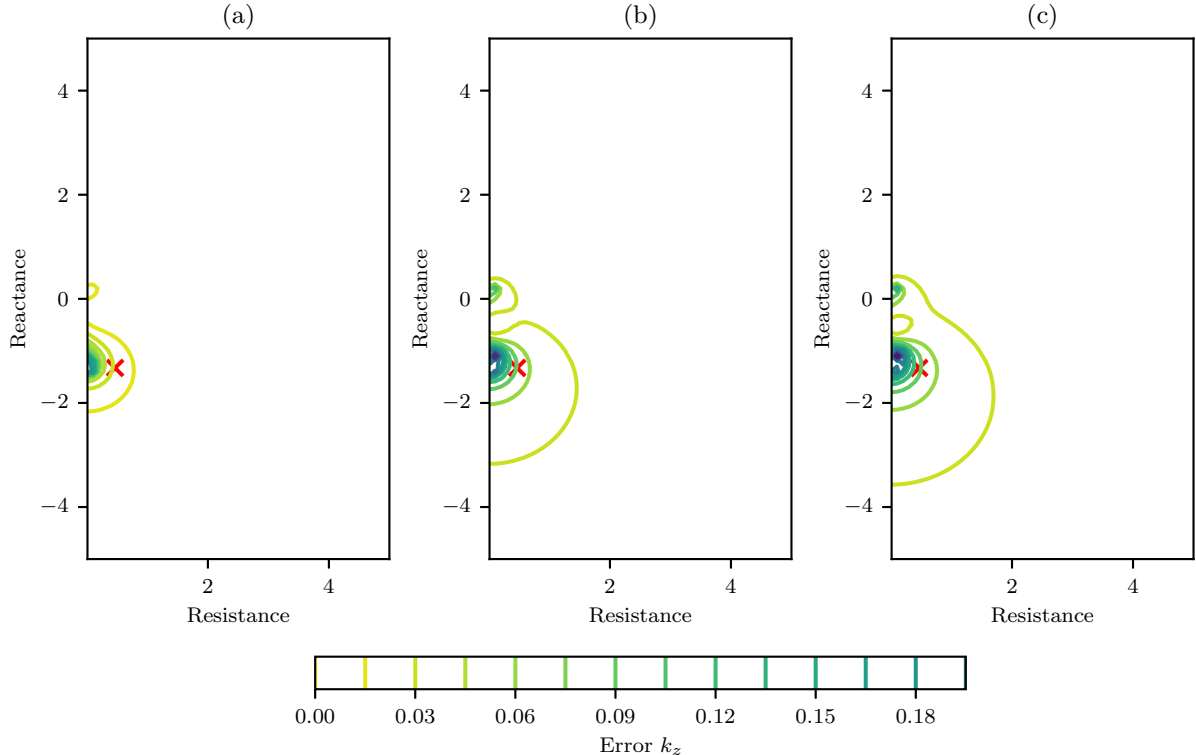 (a) (b) (c)
4 4 4
2 2 2
0 0 0
−2 −2 −2
−4 −4 −4
Reactance Reactance Reactance
2 4 2 4 2 4
Resistance Resistance Resistance
0.00 0.03 0.06 0.09 0.12 0.15 0.18
Error k_z